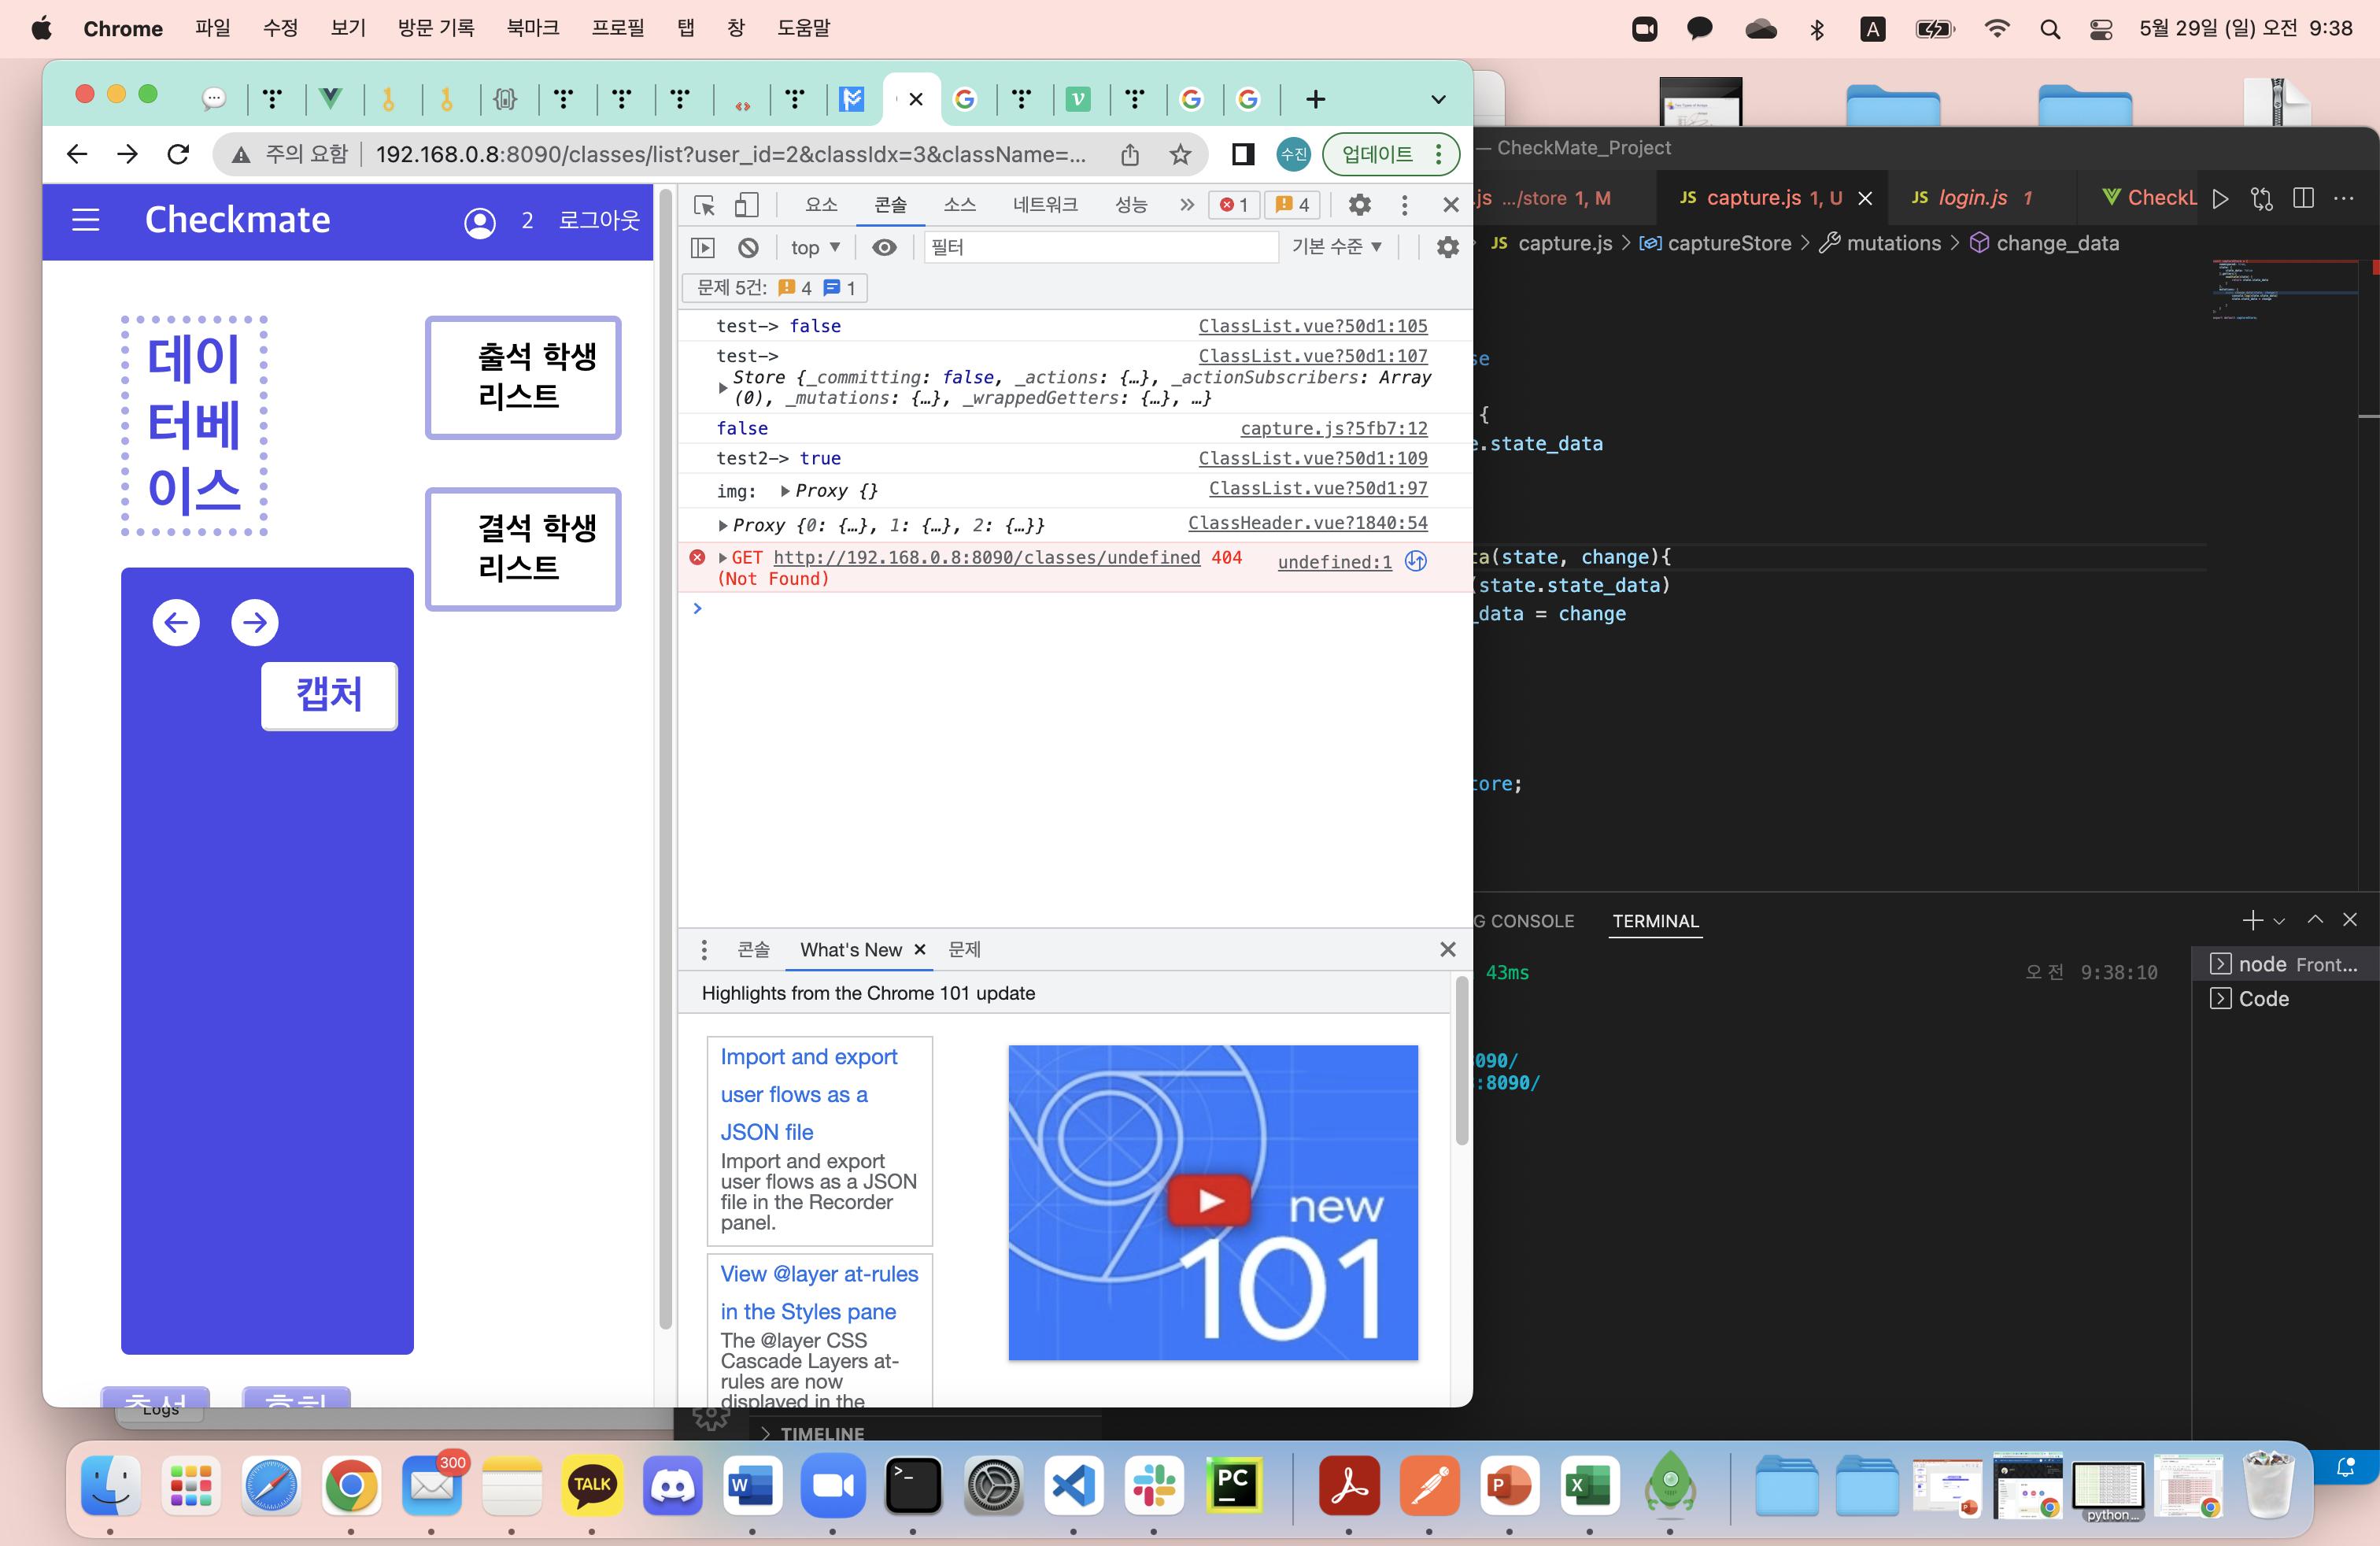 Chrome 파일 수정 보기 방문 기록 북마크 프로필 탭 창 도움말
A
5월 29일 (일) 오전 9:38
주의 요함 192.168.0.8:8090/classes/list?user_id=2&classIdx=3&className=...
수진
업데이트
Checkmate
2 로그아웃
데이
터베
이스
출석 학생
리스트
결석 학생
리스트
캡처
요소 콘솔 소스 네트워크 성능 » 1 4
top 필터 기본 수준
문제 5건: 4 1
test-> false ClassList.vue?50d1:105
test-> ClassList.vue?50d1:107
Store {_committing: false, _actions: {…}, _actionSubscribers: Array
(0), _mutations: {…}, _wrappedGetters: {…}, …}
false capture.js?5fb7:12
test2-> true ClassList.vue?50d1:109
img: Proxy {} ClassList.vue?50d1:97
Proxy {0: {…}, 1: {…}, 2: {…}} ClassHeader.vue?1840:54
GET http://192.168.0.8:8090/classes/undefined 404 undefined:1
(Not Found)
>
콘솔 What's New 문제
Highlights from the Chrome 101 update
Import and export
user flows as a
JSON file
Import and export
user flows as a JSON
file in the Recorder
panel.
View @layer at-rules
in the Styles pane
The @layer CSS
Cascade Layers at-
rules are now
displayed in the
new
101
— CheckMate_Project
.js .../store 1, M JS capture.js 1, U JS login.js 1 CheckL
JS capture.js > captureStore > mutations > change_data
se
{
e.state_data
ta(state, change){
(state.state_data)
_data = change
tore;
G CONSOLE TERMINAL
43ms 오전 9:38:10
090/
:8090/
node Front...
Code
Logs
TIMELINE
300
TALK
W
>_
PC
P
X
python...